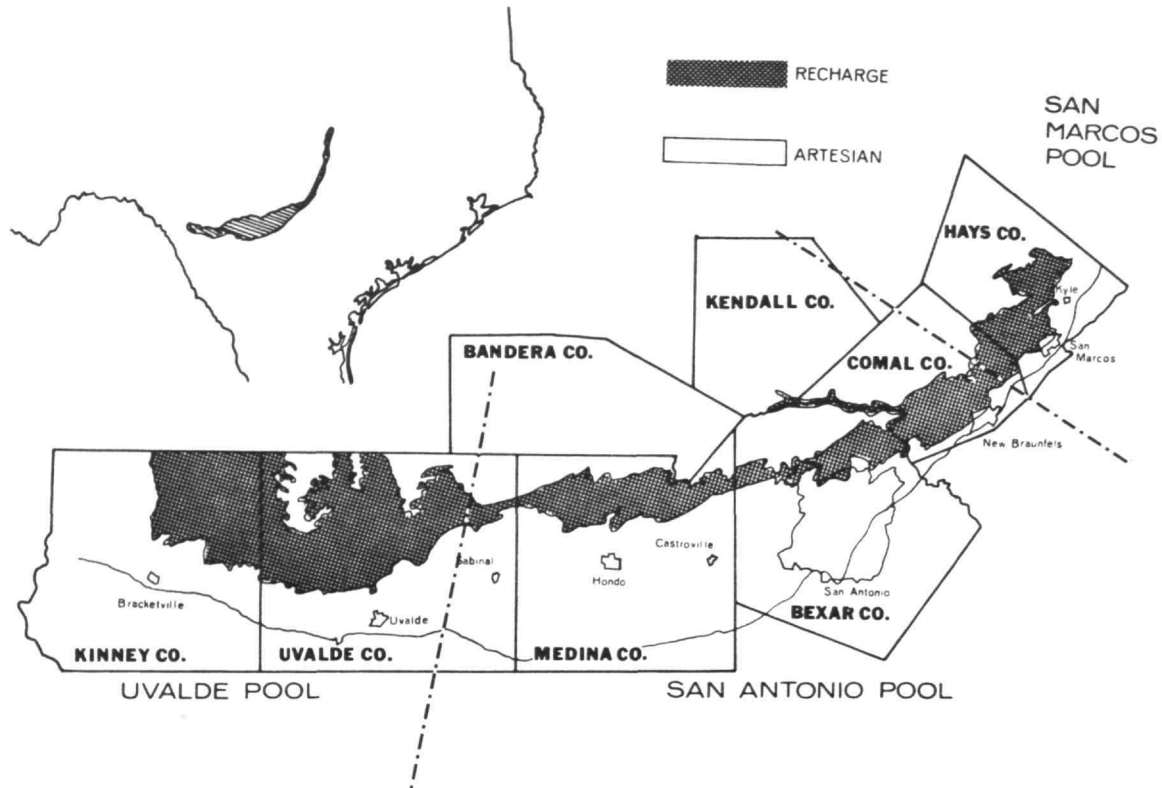 RECHARGE
ARTESIAN
SAN
MARCOS
POOL
HAYS CO.
Kyle
KENDALL CO.
San
Marcos
COMAL CO.
BANDERA CO.
New Braunfels
Sabinal
Castroville
Hondo
San Antonio
Bracketville
Uvalde
BEXAR CO.
KINNEY CO.
UVALDE CO.
MEDINA CO.
UVALDE POOL
SAN ANTONIO POOL